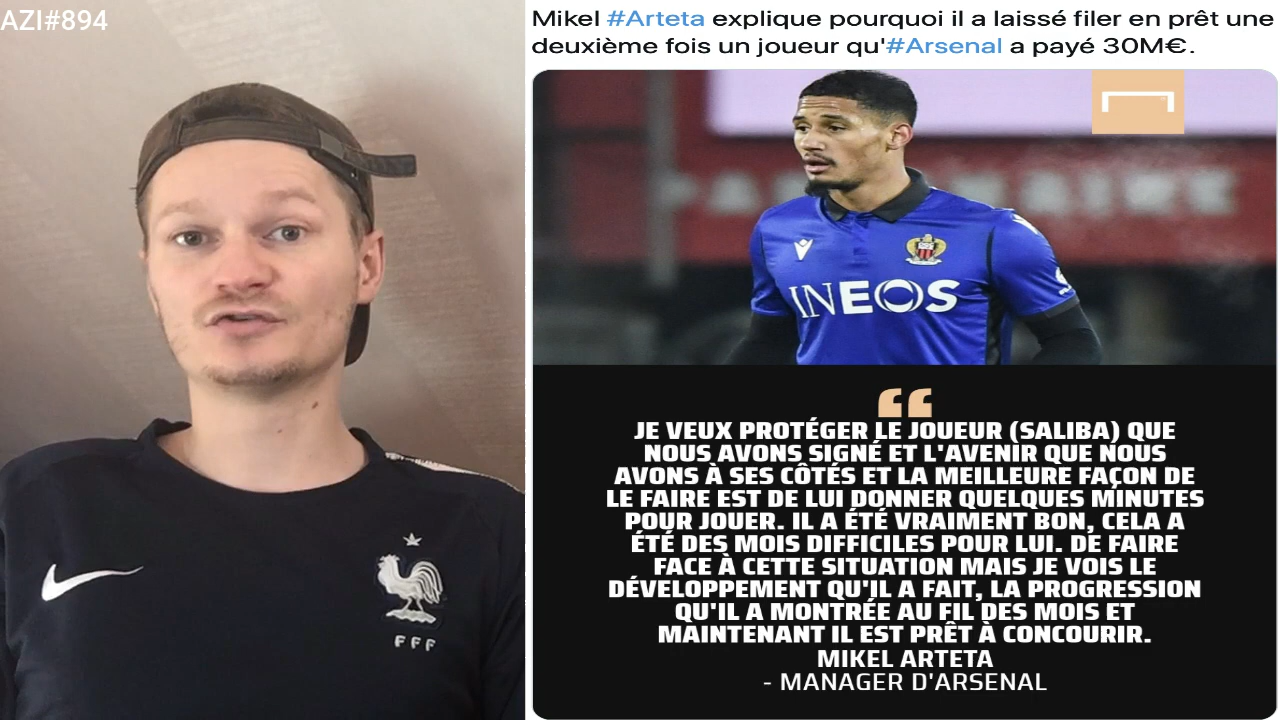 AZI#894
Mikel #Arteta explique pourquoi il a laissé filer en prêt une
deuxième fois un joueur qu'#Arsenal a payé 30M€.
INEOS
FFF
JE VEUX PROTÉGER LE JOUEUR (SALIBA) QUE
NOUS AVONS SIGNÉ ET L'AVENIR QUE NOUS
AVONS À SES CÔTÉS ET LA MEILLEURE FAÇON DE
LE FAIRE EST DE LUI DONNER QUELQUES MINUTES
POUR JOUER. IL A ÉTÉ VRAIMENT BON, CELA A
ÉTÉ DES MOIS DIFFICILES POUR LUI. DE FAIRE
FACE À CETTE SITUATION MAIS JE VOIS LE
DÉVELOPPEMENT QU'IL A FAIT, LA PROGRESSION
QU'IL A MONTRÉE AU FIL DES MOIS ET
MAINTENANT IL EST PRÊT À CONCOURIR.
MIKEL ARTETA
- MANAGER D'ARSENAL